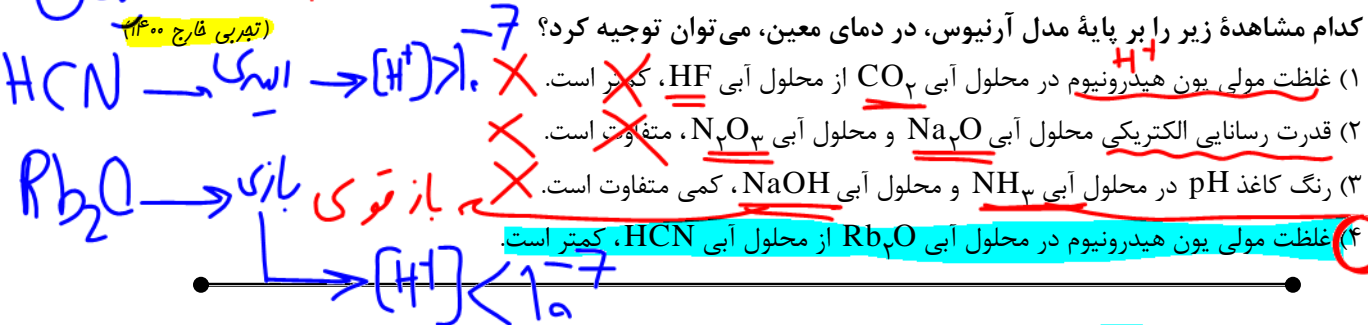 کدام مشاهدهٔ زیر را بر پایهٔ مدل آرنیوس، در دمای معین، می‌توان توجیه کرد؟
(تجربی خارج ۱۴۰۰)
H⁺
۱) غلظت مولی یون هیدرونیوم در محلول آبی CO₂ از محلول آبی HF، کمتر است.
۲) قدرت رسانایی الکتریکی محلول آبی Na₂O و محلول آبی N₂O₃، متفاوت است.
۳) رنگ کاغذ pH در محلول آبی NH₃ و محلول آبی NaOH، کمی متفاوت است.
۴) غلظت مولی یون هیدرونیوم در محلول آبی Rb₂O از محلول آبی HCN، کمتر است.
HCN → اسیدی → [H⁺] > 10⁻⁷
Rb₂O → بازی
باز قوی
→ [H⁺] < 10⁻⁷